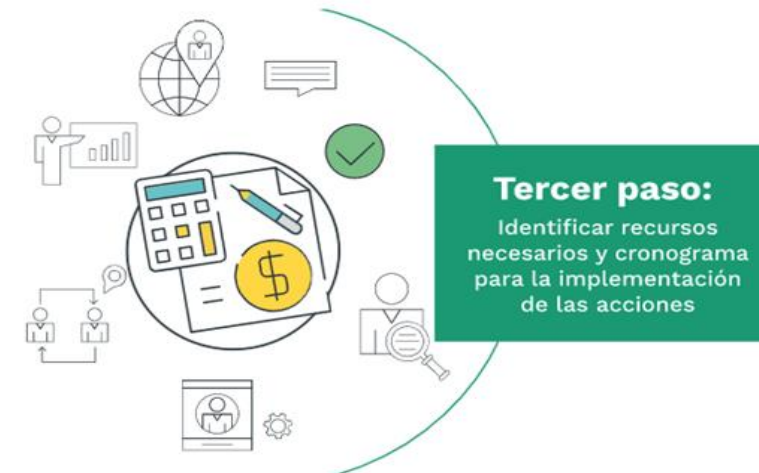 Tercer paso:
Identificar recursos
necesarios y cronograma
para la implementación
de las acciones
$